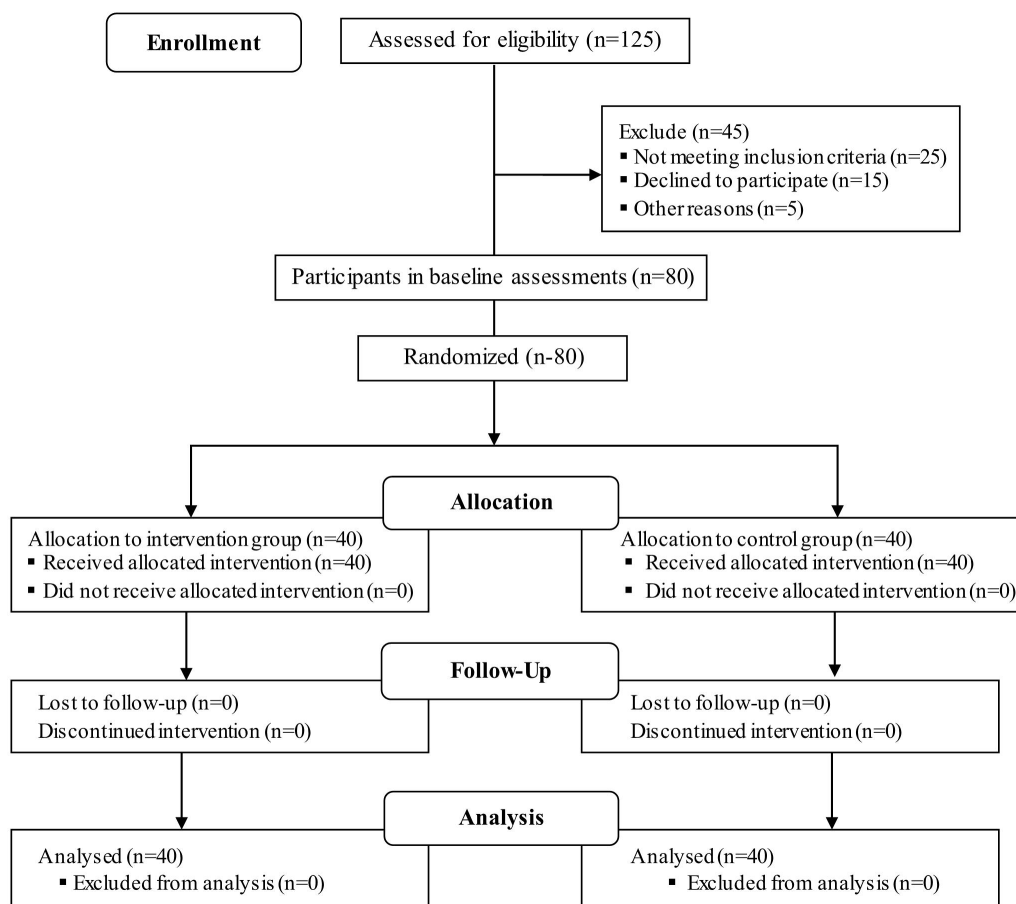 Enrollment
Assessed for eligibility (n=125)
Exclude (n=45)
▪ Not meeting inclusion criteria (n=25)
▪ Declined to participate (n=15)
▪ Other reasons (n=5)
Participants in baseline assessments (n=80)
Randomized (n-80)
Allocation
Allocation to intervention group (n=40)
▪ Received allocated intervention (n=40)
▪ Did not receive allocated intervention (n=0)
Allocation to control group (n=40)
▪ Received allocated intervention (n=40)
▪ Did not receive allocated intervention (n=0)
Follow-Up
Lost to follow-up (n=0)
Discontinued intervention (n=0)
Lost to follow-up (n=0)
Discontinued intervention (n=0)
Analysis
Analysed (n=40)
▪ Excluded from analysis (n=0)
Analysed (n=40)
▪ Excluded from analysis (n=0)